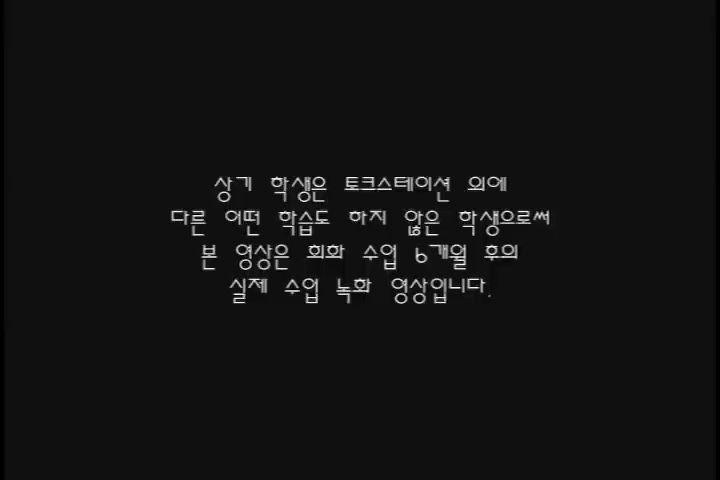 상기 학생은 토크스테이션 외에
다른 어떤 학습도 하지 않은 학생으로써
본 영상은 회화 수업 6개월 후의
실제 수업 녹화 영상입니다.